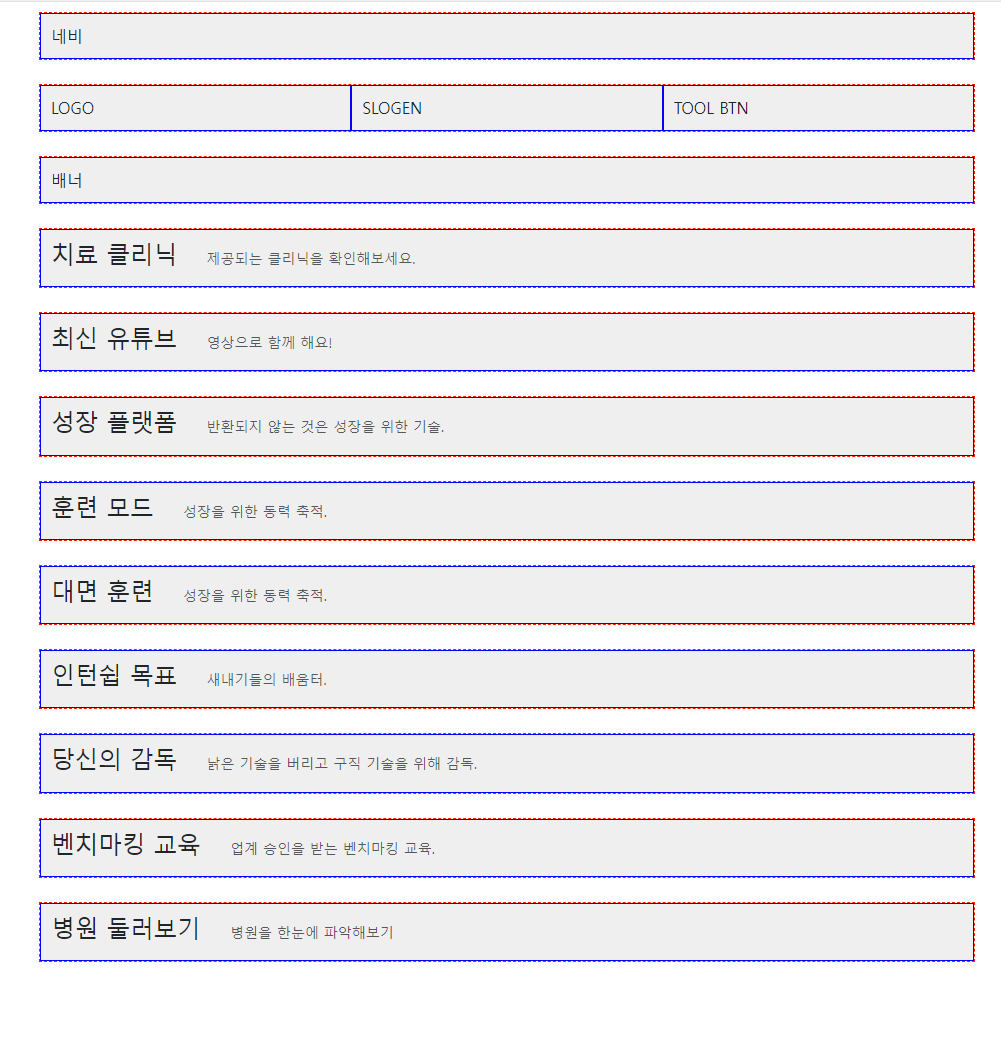 네비
LOGO SLOGEN TOOL BTN
배너
치료 클리닉 제공되는 클리닉을 확인해보세요.
최신 유튜브 영상으로 함께 해요!
성장 플랫폼 반환되지 않는 것은 성장을 위한 기술.
훈련 모드 성장을 위한 동력 축적.
대면 훈련 성장을 위한 동력 축적.
인턴쉽 목표 새내기들의 배움터.
당신의 감독 낡은 기술을 버리고 구직 기술을 위해 감독.
벤치마킹 교육 업계 승인을 받는 벤치마킹 교육.
병원 둘러보기 병원을 한눈에 파악해보기